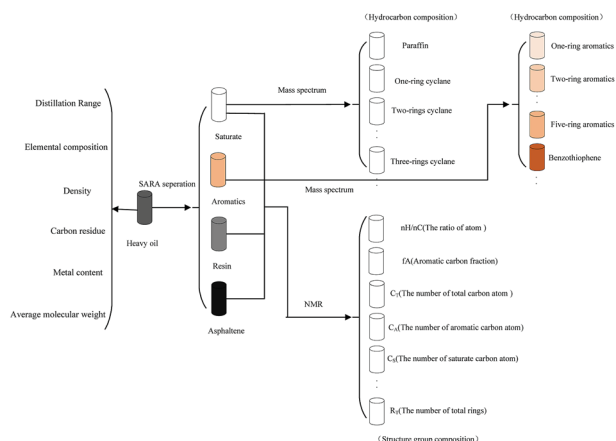 (Hydrocarbon composition)
(Hydrocarbon composition)
Paraffin
One-ring cyclane
Two-rings cyclane
Three-rings cyclane
One-ring aromatics
Two-ring aromatics
Five-ring aromatics
Benzothiophene
Mass spectrum
Mass spectrum
Distillation Range
Elemental composition
Density
Carbon residue
Metal content
Average molecular weight
Heavy oil
SARA seperation
Saturate
Aromatics
Resin
Asphaltene
NMR
nH/nC(The ratio of atom )
fA(Aromatic carbon fraction)
CT(The number of total carbon atom )
CA(The number of aromatic carbon atom)
CS(The number of saturate carbon atom)
RT(The number of total rings)
(Structure group composition)